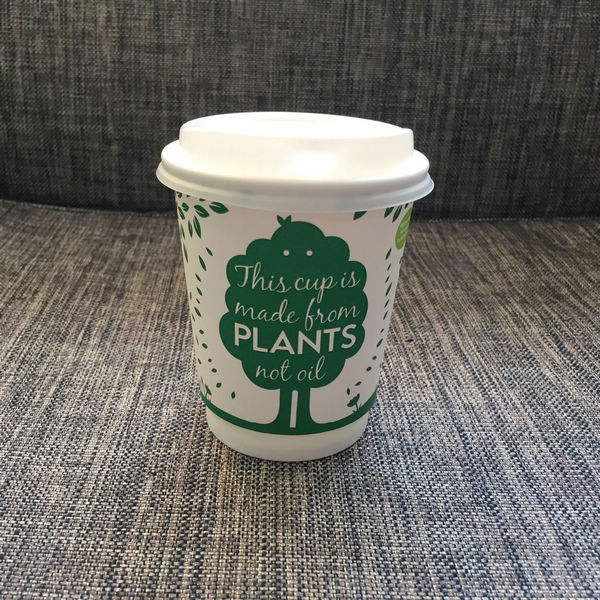 This cup is
made from
PLANTS
not oil